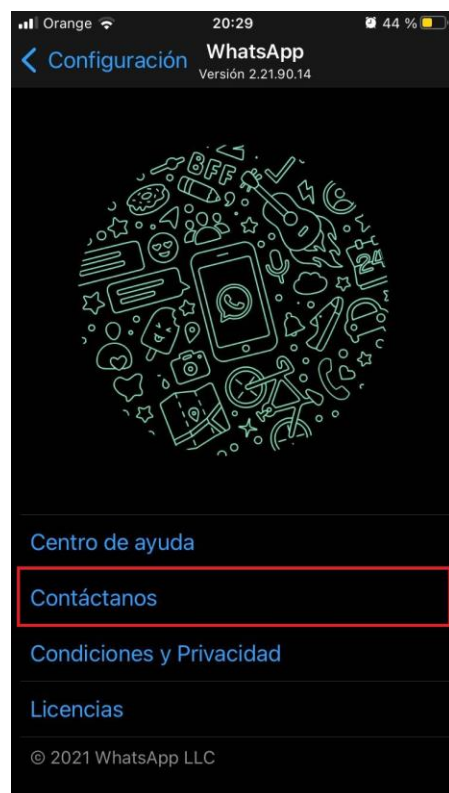 Orange
20:29
44 %
Configuración
WhatsApp
Versión 2.21.90.14
BFF
24
Centro de ayuda
Contáctanos
Condiciones y Privacidad
Licencias
© 2021 WhatsApp LLC